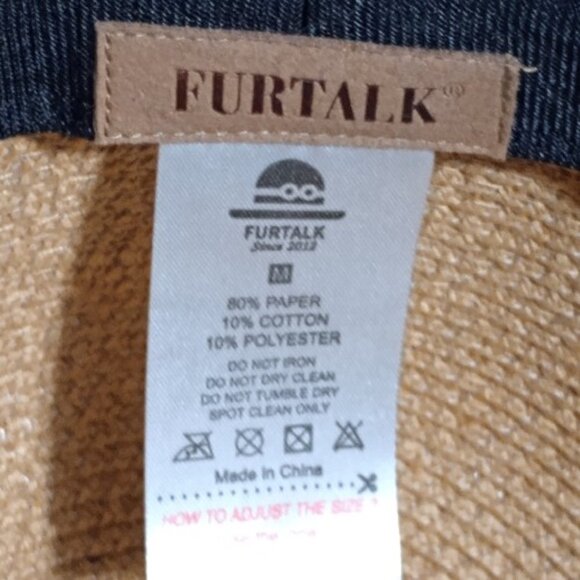 FURTALK®
FURTALK
Since 2012
M
80% PAPER
10% COTTON
10% POLYESTER
DO NOT IRON
DO NOT DRY CLEAN
DO NOT TUMBLE DRY
SPOT CLEAN ONLY
Made in China
HOW TO ADJUST THE SIZE ?